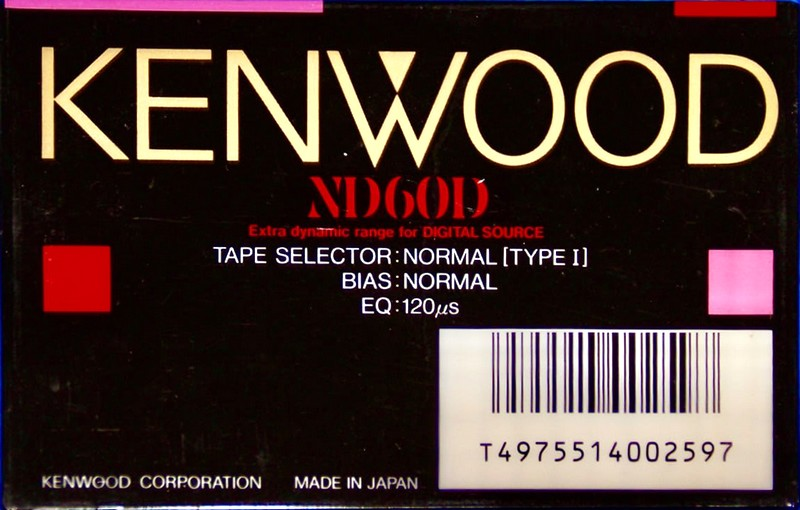 KENWOOD
ND60D
Extra dynamic range for DIGITAL SOURCE
TAPE SELECTOR:NORMAL [TYPE I]
BIAS:NORMAL
EQ:120μs
T4975514002597
KENWOOD CORPORATION MADE IN JAPAN